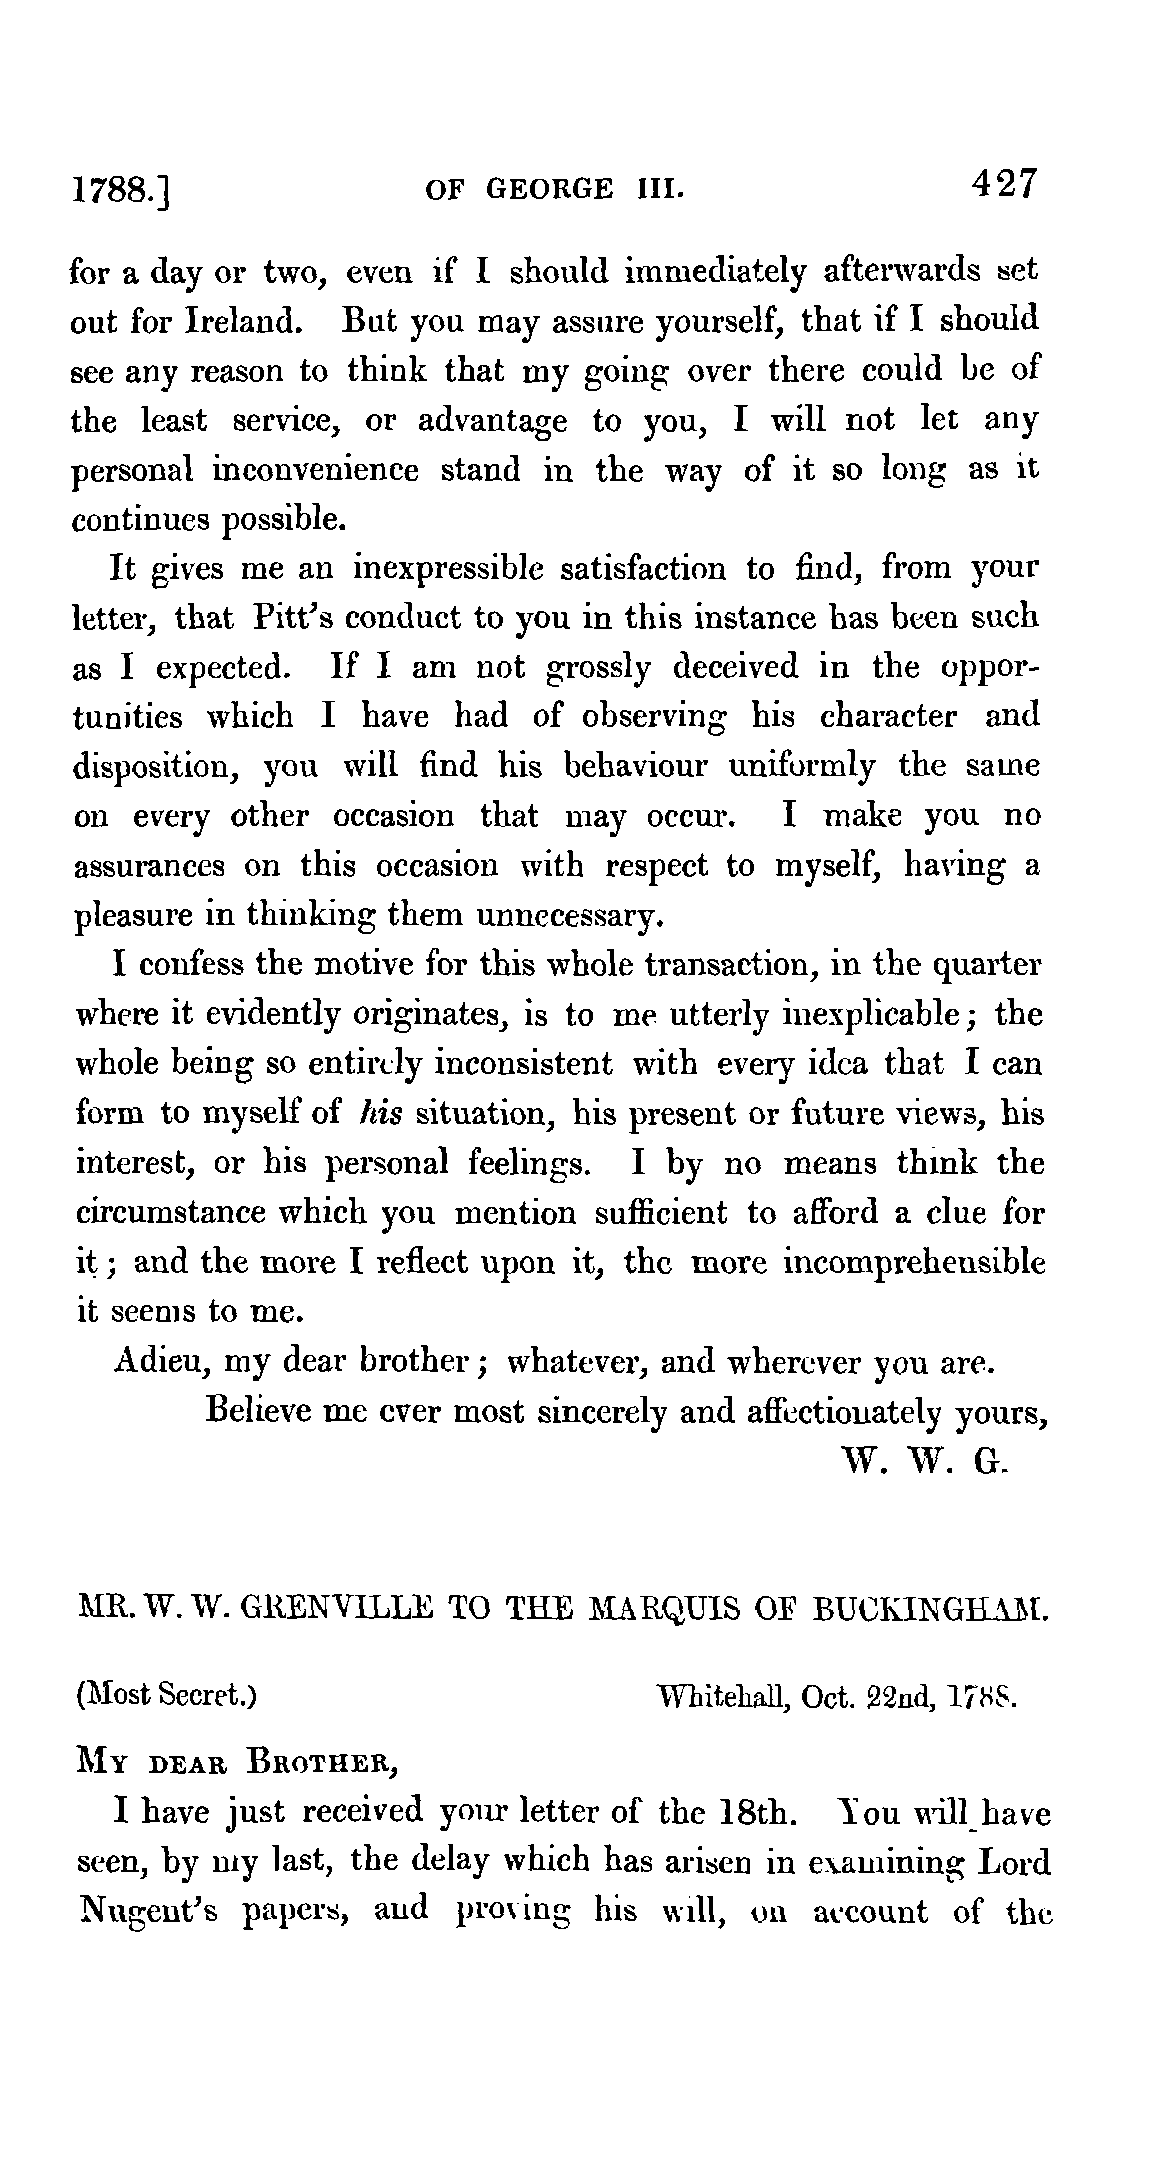 1788.] OF GEORGE III. 427
for a day or two, even if I should immediately afterwards set
out for Ireland. But you may assure yourself, that if I should
see any reason to think that my going over there could be of
the least service, or advantage to you, I will not let any
personal inconvenience stand in the way of it so long as it
continues possible.
It gives me an inexpressible satisfaction to find, from your
letter, that Pitt's conduct to you in this instance has been such
as I expected. If I am not grossly deceived in the oppor-
tunities which I have had of observing his character and
disposition, you will find his behaviour uniformly the same
on every other occasion that may occur. I make you no
assurances on this occasion with respect to myself, having a
pleasure in thinking them unnecessary.
I confess the motive for this whole transaction, in the quarter
where it evidently originates, is to me utterly inexplicable; the
whole being so entirely inconsistent with every idea that I can
form to myself of his situation, his present or future views, his
interest, or his personal feelings. I by no means think the
circumstance which you mention sufficient to afford a clue for
it; and the more I reflect upon it, the more incomprehensible
it seems to me.
Adieu, my dear brother; whatever, and wherever you are.
Believe me ever most sincerely and affectionately yours,
W. W. G.
MR. W. W. GRENVILLE TO THE MARQUIS OF BUCKINGHAM.
(Most Secret.) Whitehall, Oct. 22nd, 1788.
MY DEAR BROTHER,
I have just received your letter of the 18th. You will have
seen, by my last, the delay which has arisen in examining Lord
Nugent's papers, and proving his will, on account of the